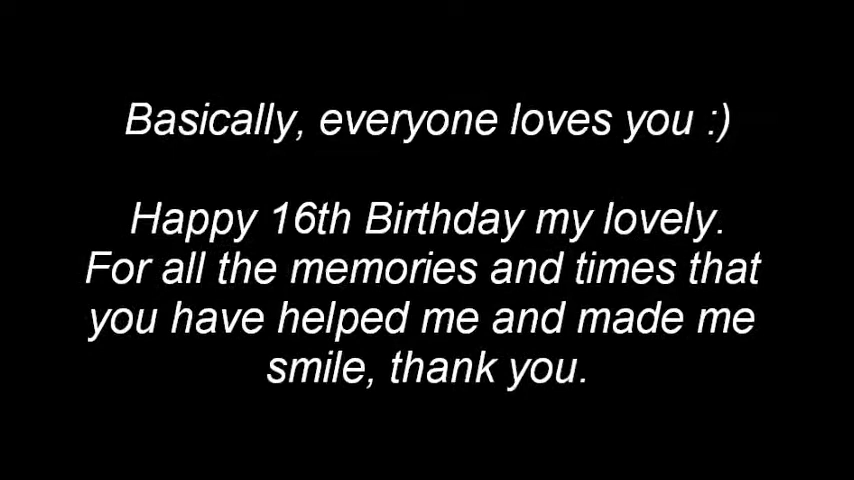 Basically, everyone loves you :)
Happy 16th Birthday my lovely.
For all the memories and times that
you have helped me and made me
smile, thank you.